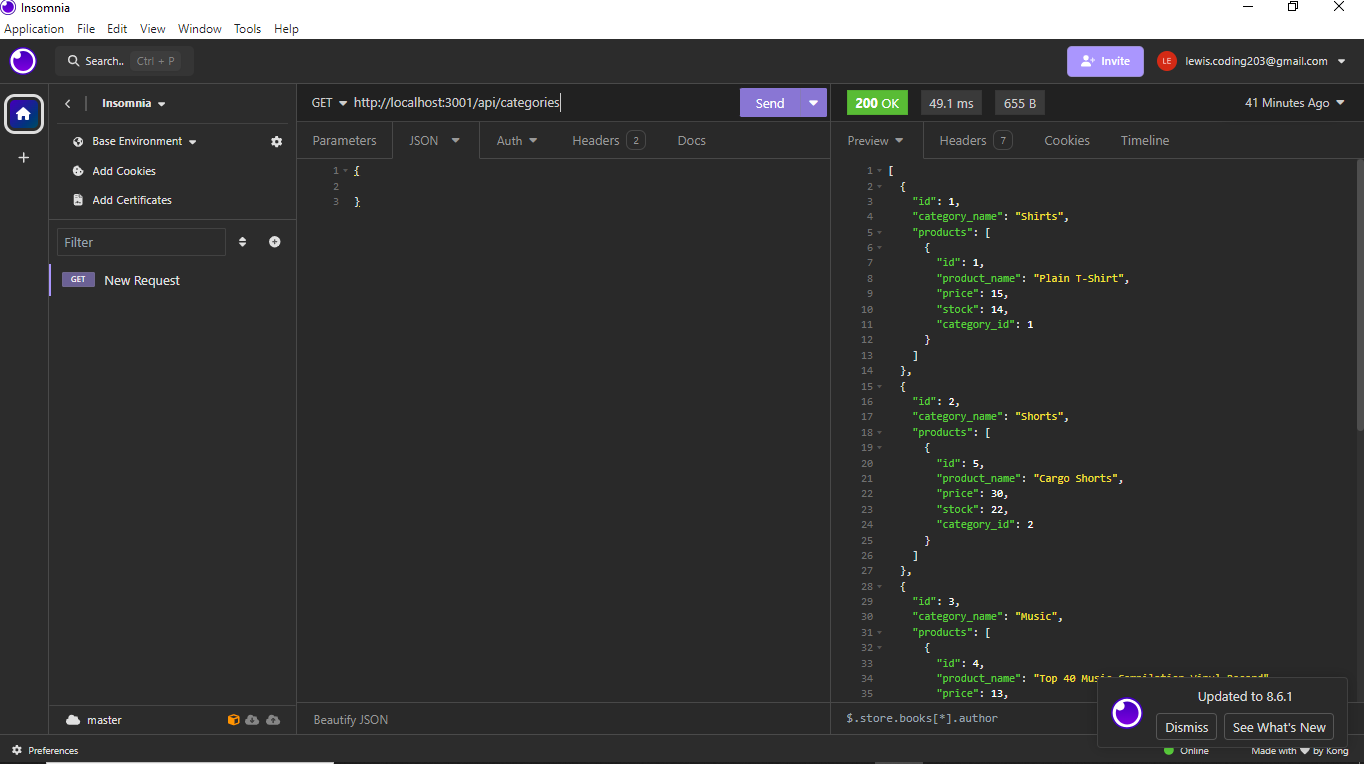 Insomnia
Application File Edit View Window Tools Help
Search.. Ctrl + P
Invite
LE lewis.coding203@gmail.com
Insomnia
GET http://localhost:3001/api/categories
Send
200 OK 49.1 ms 655 B
41 Minutes Ago
Base Environment
Add Cookies
Add Certificates
Filter
GET New Request
Parameters JSON Auth Headers 2 Docs
1 {
2
3 }
Preview Headers 7 Cookies Timeline
1 [
2 {
3 "id": 1,
4 "category_name": "Shirts",
5 "products": [
6 {
7 "id": 1,
8 "product_name": "Plain T-Shirt",
9 "price": 15,
10 "stock": 14,
11 "category_id": 1
12 }
13 ]
14 },
15 {
16 "id": 2,
17 "category_name": "Shorts",
18 "products": [
19 {
20 "id": 5,
21 "product_name": "Cargo Shorts",
22 "price": 30,
23 "stock": 22,
24 "category_id": 2
25 }
26 ]
27 },
28 {
29 "id": 3,
30 "category_name": "Music",
31 "products": [
32 {
33 "id": 4,
34 "product_name": "Top 40 Music Compilation Vinyl Record"
35 "price": 13,
master
Beautify JSON
$.store.books[*].author
Updated to 8.6.1
Dismiss See What's New
Preferences
Online
Made with ❤ by Kong